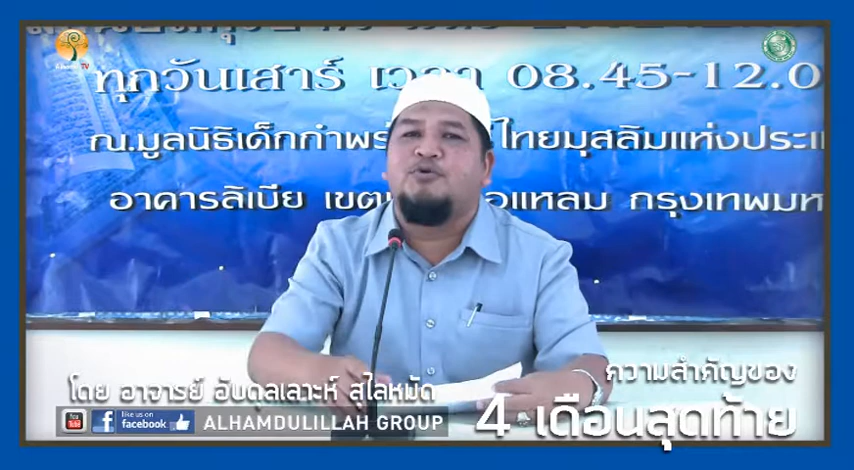 ทุกวันเสาร์ เวลา 08.45-12.0
ณ.มูลนิธิเด็กกำพร้
ไทยมุสลิมแห่งประเ
อาคารลิเบีย เขต
อแหลม กรุงเทพมห
Alhamdulillah TV
ความสำคัญของ
4 เดือนสุดท้าย
โดย อาจารย์ อับดุลเลาะห์ สุไลหมัด
You Tube
like us on
facebook
ALHAMDULILLAH GROUP